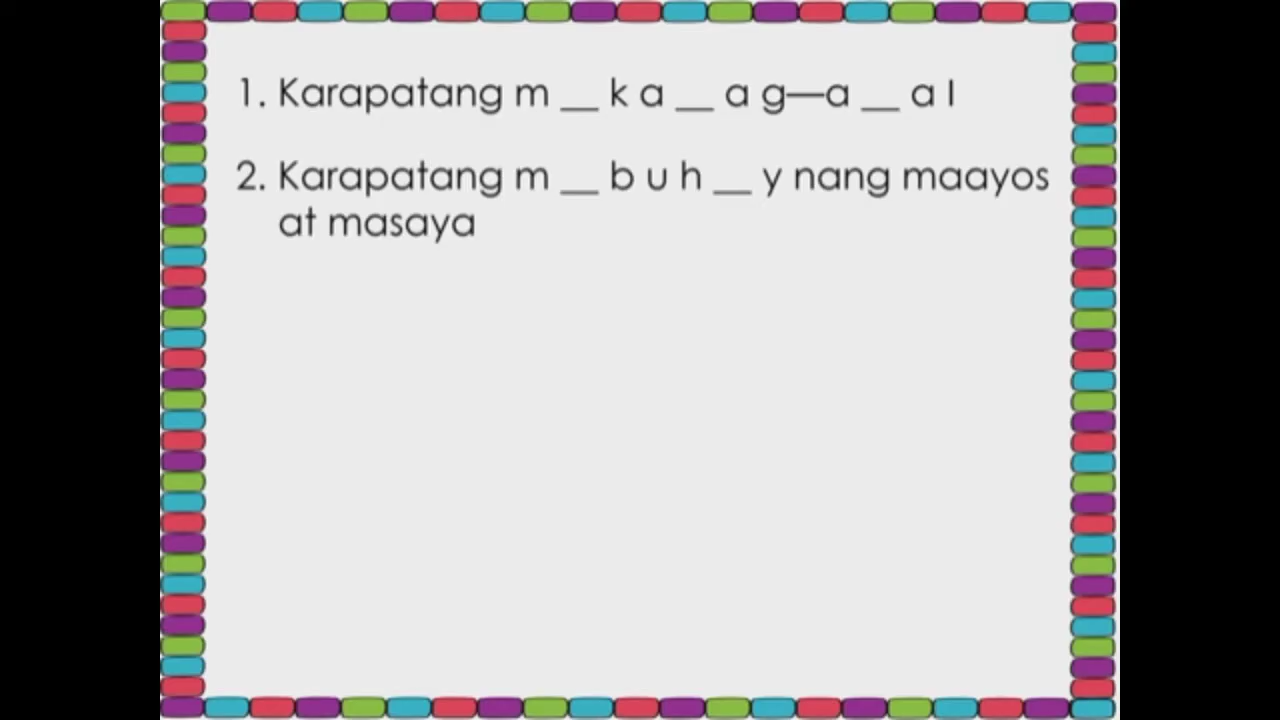 1. Karapatang m __ k a __ a g—a __ a l
2. Karapatang m __ b u h __ y nang maayos
at masaya